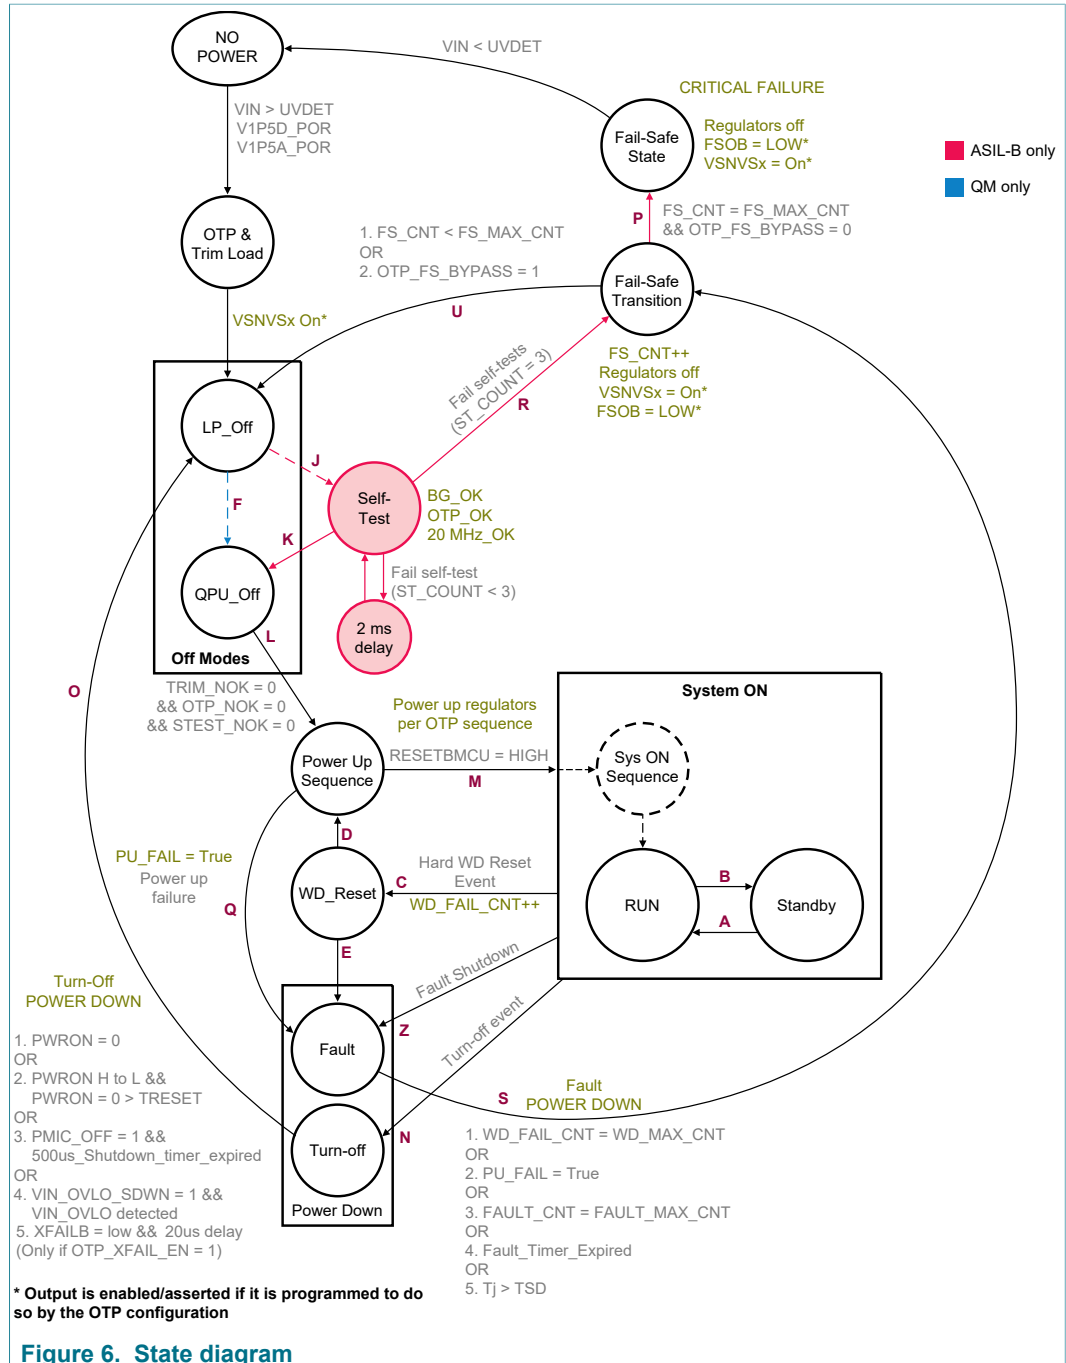 NO
POWER
VIN < UVDET
VIN > UVDET
V1P5D_POR
V1P5A_POR
CRITICAL FAILURE
Fail-Safe
State
Regulators off
FSOB = LOW*
VSNVSx = On*
ASIL-B only
QM only
P
FS_CNT = FS_MAX_CNT
&& OTP_FS_BYPASS = 0
OTP &
Trim Load
1. FS_CNT < FS_MAX_CNT
OR
2. OTP_FS_BYPASS = 1
Fail-Safe
Transition
U
VSNVSx On*
FS_CNT++
Regulators off
VSNVSx = On*
FSOB = LOW*
Fail self-tests
(ST_COUNT = 3)
R
LP_Off
J
F
Self-
Test
BG_OK
OTP_OK
20 MHz_OK
K
QPU_Off
Fail self-test
(ST_COUNT < 3)
L
2 ms
delay
Off Modes
O
TRIM_NOK = 0
&& OTP_NOK = 0
&& STEST_NOK = 0
Power up regulators
per OTP sequence
System ON
Power Up
Sequence
RESETBMCU = HIGH
M
Sys ON
Sequence
D
PU_FAIL = True
Power up
failure
Q
WD_Reset
C
Hard WD Reset
Event
WD_FAIL_CNT++
RUN
B
A
Standby
E
Fault Shutdown
Z
Turn-Off
POWER DOWN
Fault
Turn-off event
1. PWRON = 0
OR
2. PWRON H to L &&
PWRON = 0 > TRESET
OR
3. PMIC_OFF = 1 &&
500us_Shutdown_timer_expired
OR
4. VIN_OVLO_SDWN = 1 &&
VIN_OVLO detected
5. XFAILB = low && 20us delay
(Only if OTP_XFAIL_EN = 1)
S
Fault
POWER DOWN
N
Turn-off
Power Down
1. WD_FAIL_CNT = WD_MAX_CNT
OR
2. PU_FAIL = True
OR
3. FAULT_CNT = FAULT_MAX_CNT
OR
4. Fault_Timer_Expired
OR
5. Tj > TSD
* Output is enabled/asserted if it is programmed to do
so by the OTP configuration
Figure 6. State diagram